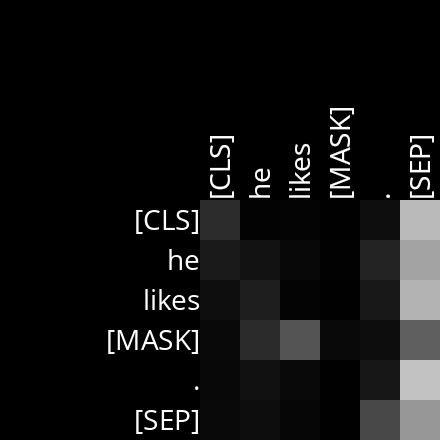 [CLS]
he
likes
[MASK]
.
[SEP]
[CLS]
he
likes
[MASK]
.
[SEP]